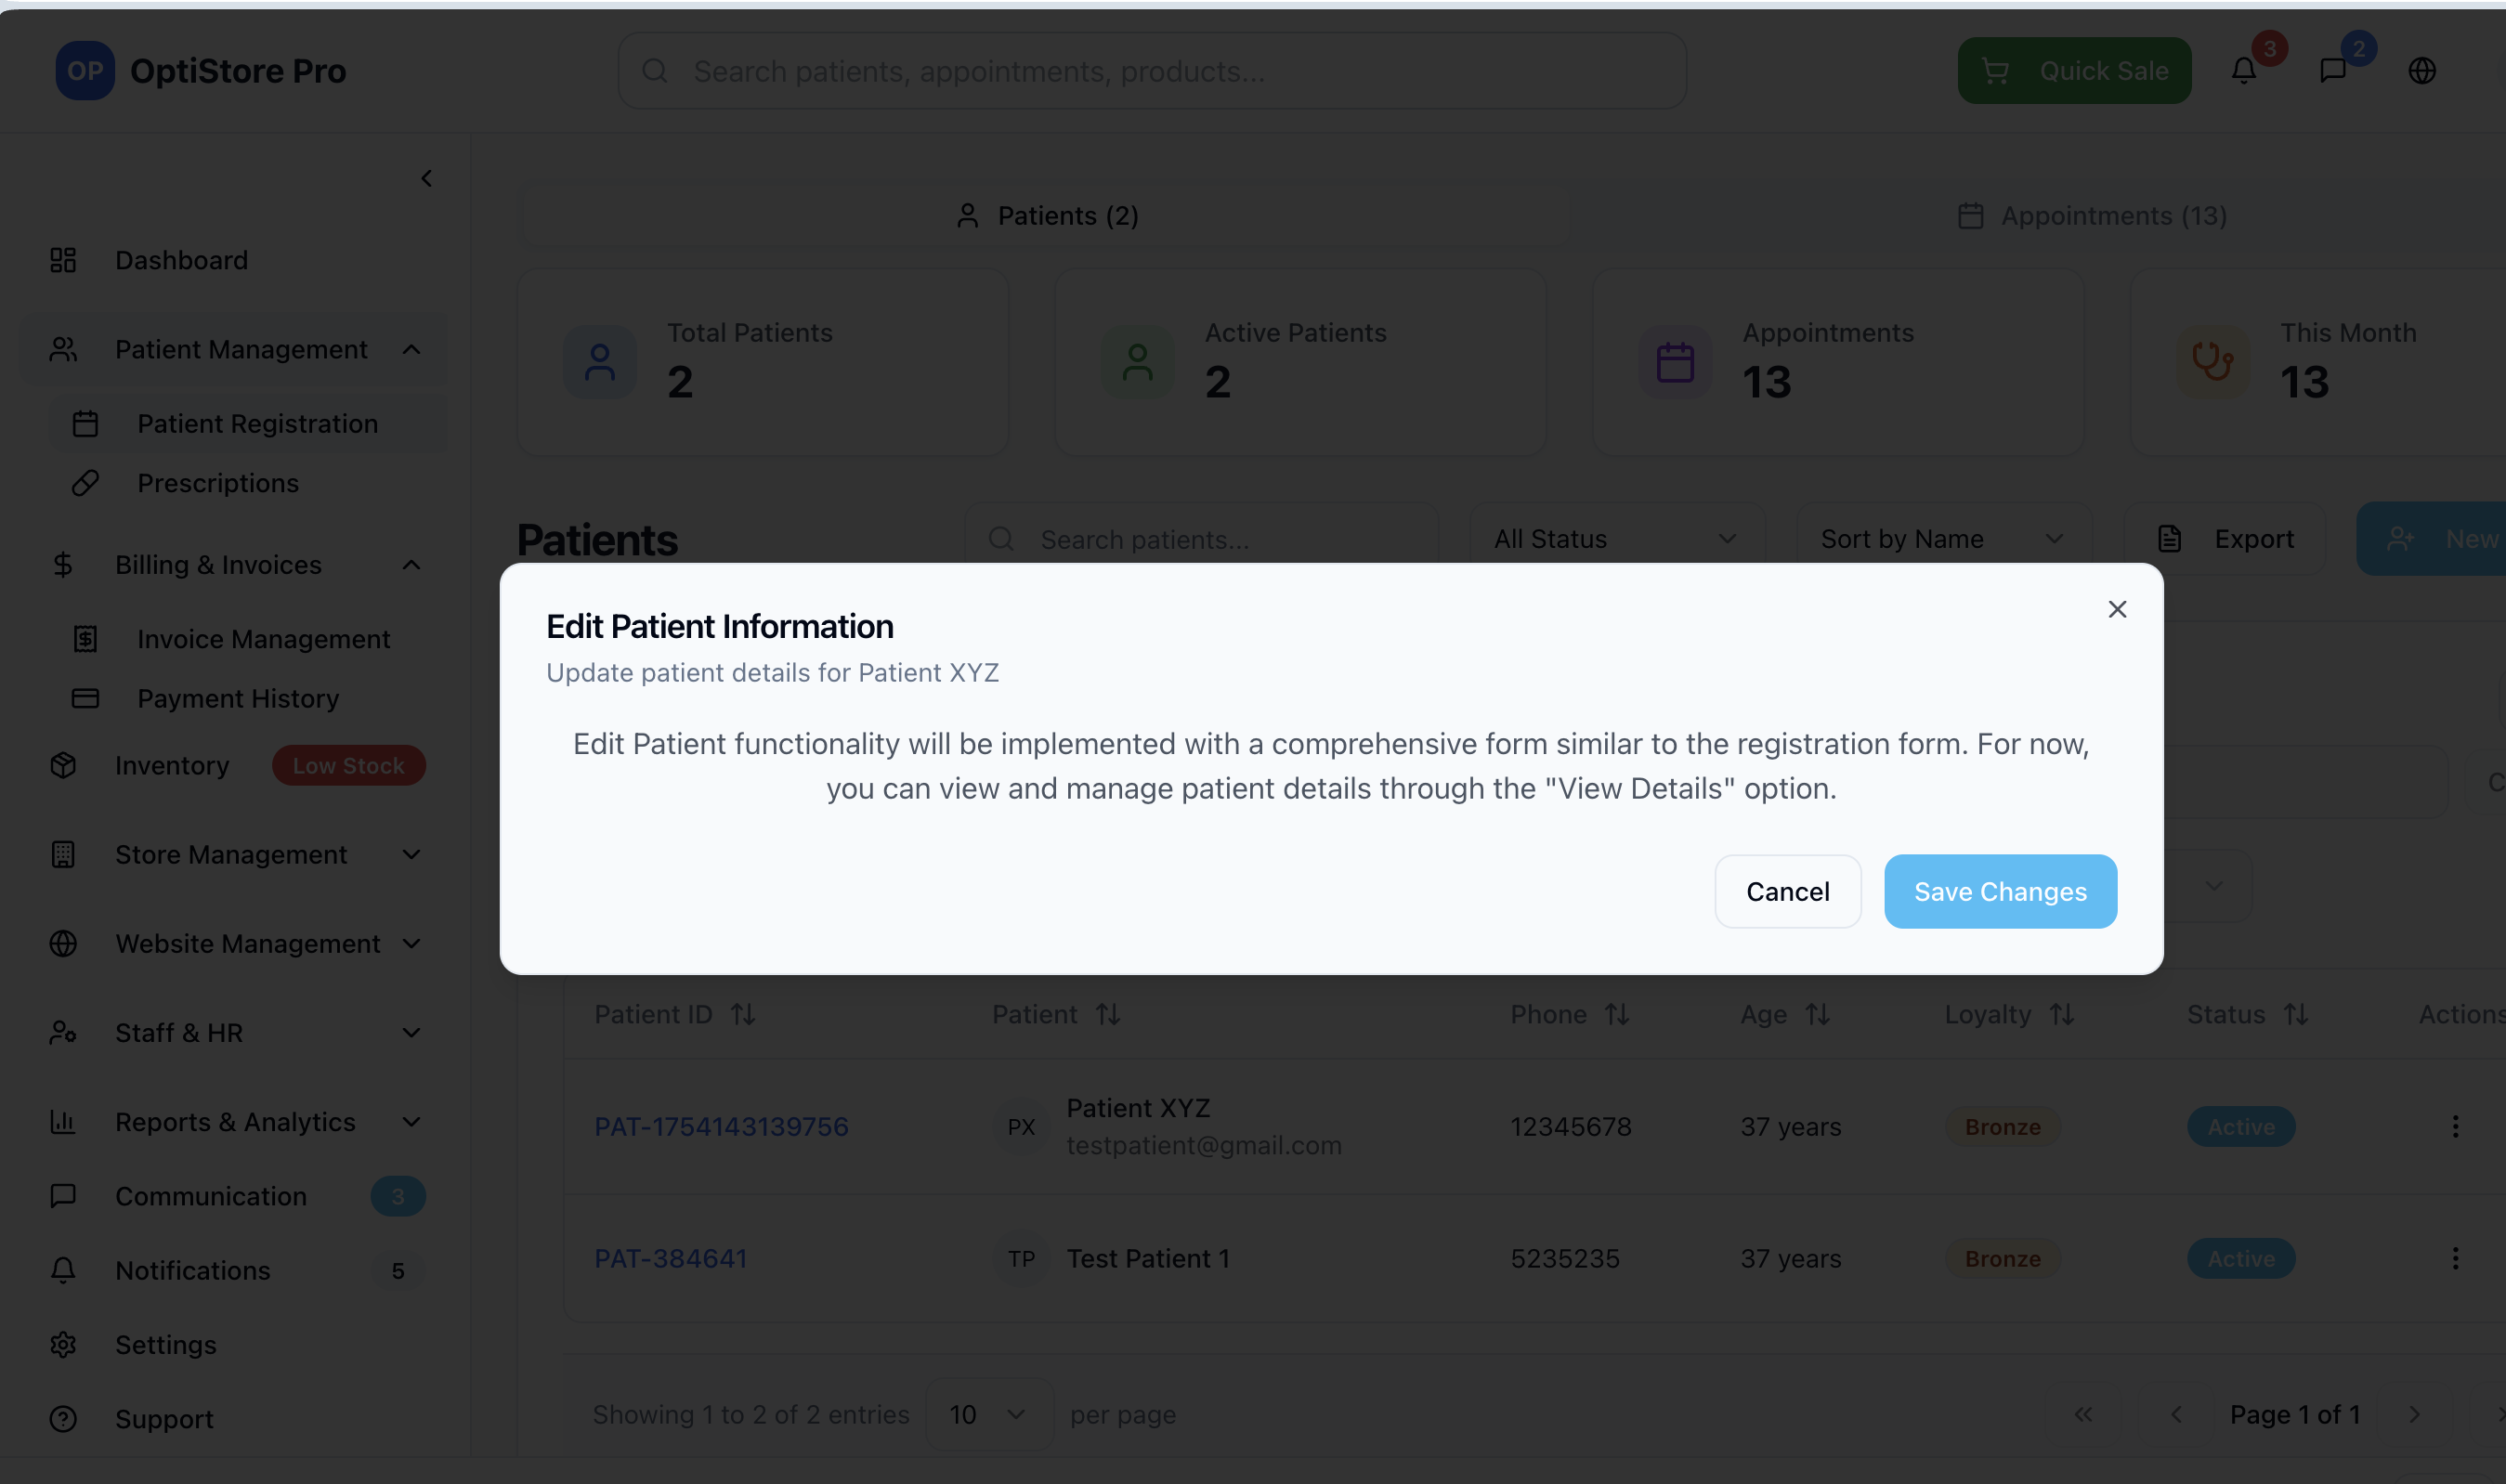 OP OptiStore Pro
Search patients, appointments, products...
Quick Sale
3
2
Dashboard
Patient Management
Patient Registration
Prescriptions
Billing & Invoices
Invoice Management
Payment History
Inventory Low Stock
Store Management
Website Management
Staff & HR
Reports & Analytics
Communication 3
Notifications 5
Settings
Support
Patients (2)
Appointments (13)
Total Patients
2
Active Patients
2
Appointments
13
This Month
13
Patients
Search patients...
All Status
Sort by Name
Export
New
Edit Patient Information
Update patient details for Patient XYZ
Edit Patient functionality will be implemented with a comprehensive form similar to the registration form. For now,
you can view and manage patient details through the "View Details" option.
Cancel
Save Changes
Patient ID Patient Phone Age Loyalty Status Actions
PAT-1754143139756 PX Patient XYZ 12345678 37 years Bronze Active
testpatient@gmail.com
PAT-384641 TP Test Patient 1 5235235 37 years Bronze Active
Showing 1 to 2 of 2 entries 10 per page
Page 1 of 1